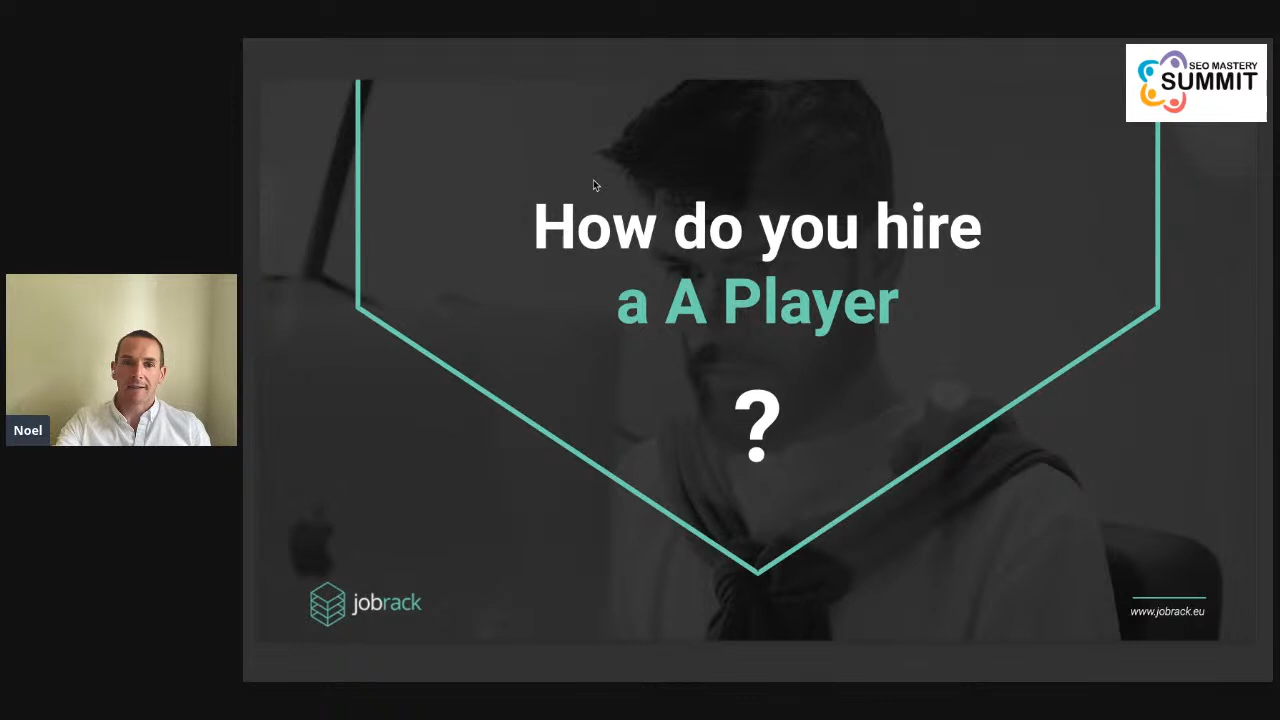 SEO MASTERY
SUMMIT
How do you hire
a A Player
?
Noel
jobrack
www.jobrack.eu